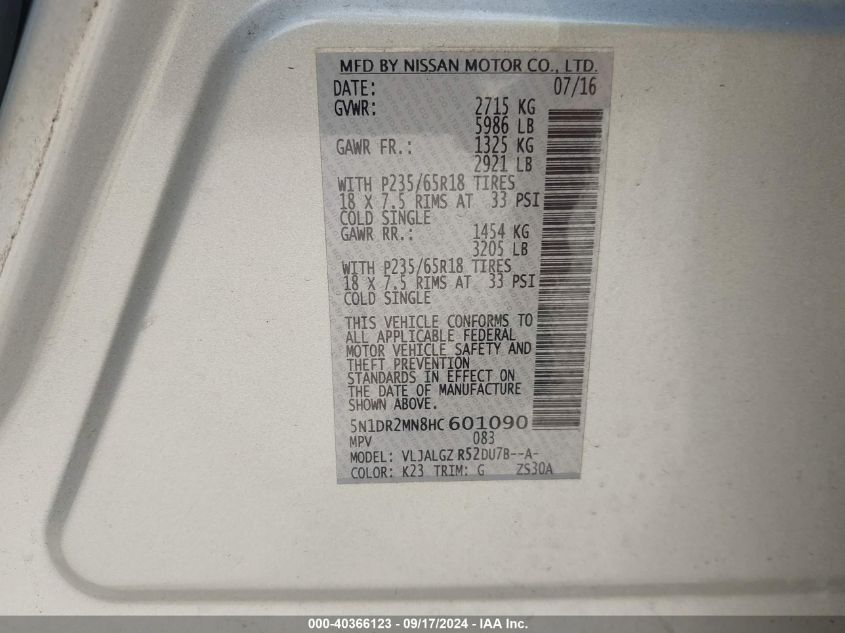 MFD BY NISSAN MOTOR CO., LTD.
DATE: 07/16
GVWR: 2715 KG
5986 LB
GAWR FR.: 1325 KG
2921 LB
WITH P235/65R18 TIRES
18 X 7.5 RIMS AT 33 PSI
COLD SINGLE
GAWR RR.: 1454 KG
3205 LB
WITH P235/65R18 TIRES
18 X 7.5 RIMS AT 33 PSI
COLD SINGLE
THIS VEHICLE CONFORMS TO
ALL APPLICABLE FEDERAL
MOTOR VEHICLE SAFETY AND
THEFT PREVENTION
STANDARDS IN EFFECT ON
THE DATE OF MANUFACTURE
SHOWN ABOVE.
5N1DR2MN8HC601090
MPV 083
MODEL: VLJALGZ R52DU7B--A-
COLOR: K23 TRIM: G ZS30A
000-40366123 - 09/17/2024 - IAA Inc.